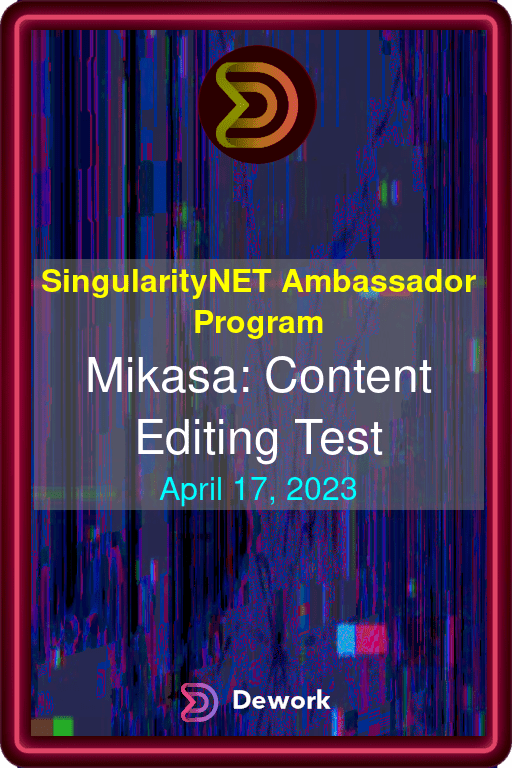 SingularityNET Ambassador
Program
Mikasa: Content
Editing Test
April 17, 2023
Dework